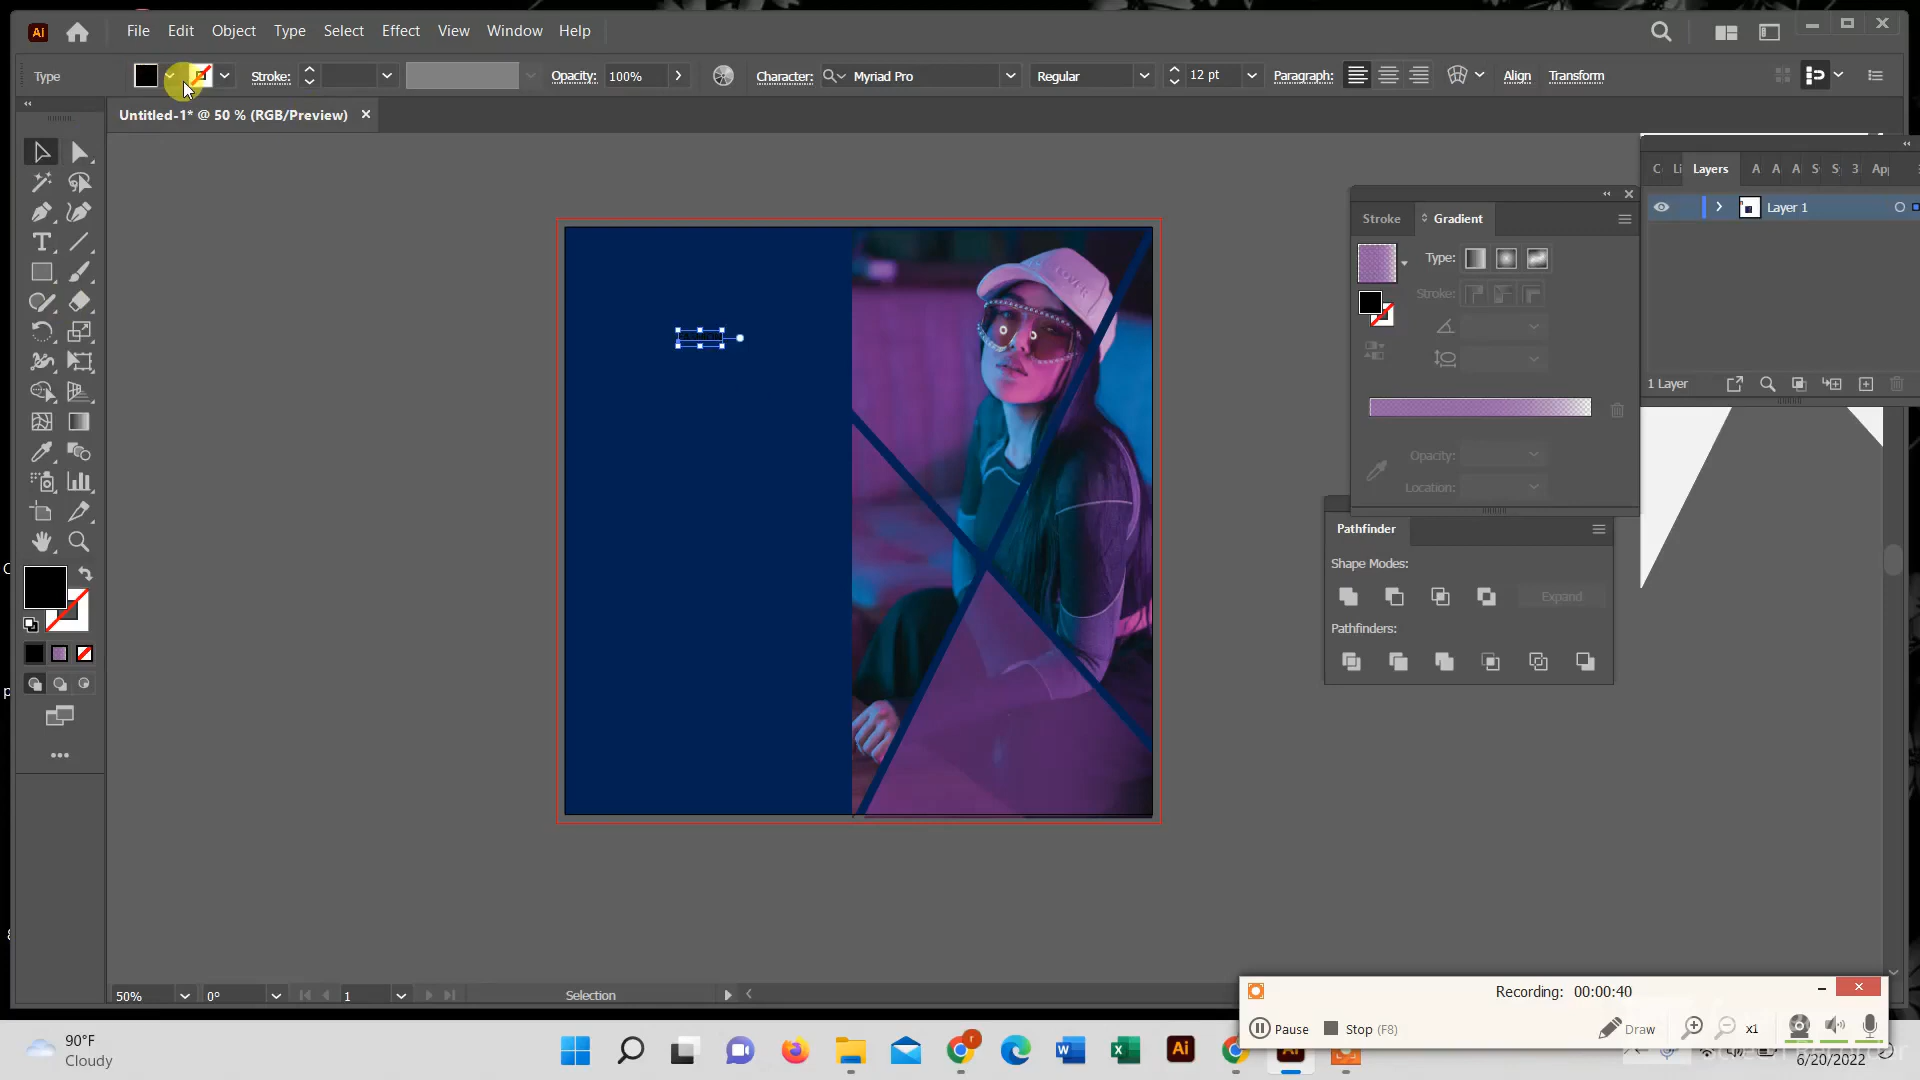 Ai File Edit Object Type Select Effect View Window Help
Type Stroke: Opacity: 100% Character: Myriad Pro Regular 12 pt Paragraph: Align Transform
Untitled-1* @ 50 % (RGB/Preview) ×
Layers
Layer 1
1 Layer
Stroke Gradient
Type:
Stroke:
Opacity:
Location:
Pathfinder
Shape Modes:
Expand
Pathfinders:
LOVER
50% 0° 1 Selection
Recording: 00:00:40
Pause Stop (F8) Draw x1
90°F
Cloudy
Ai
6/20/2022